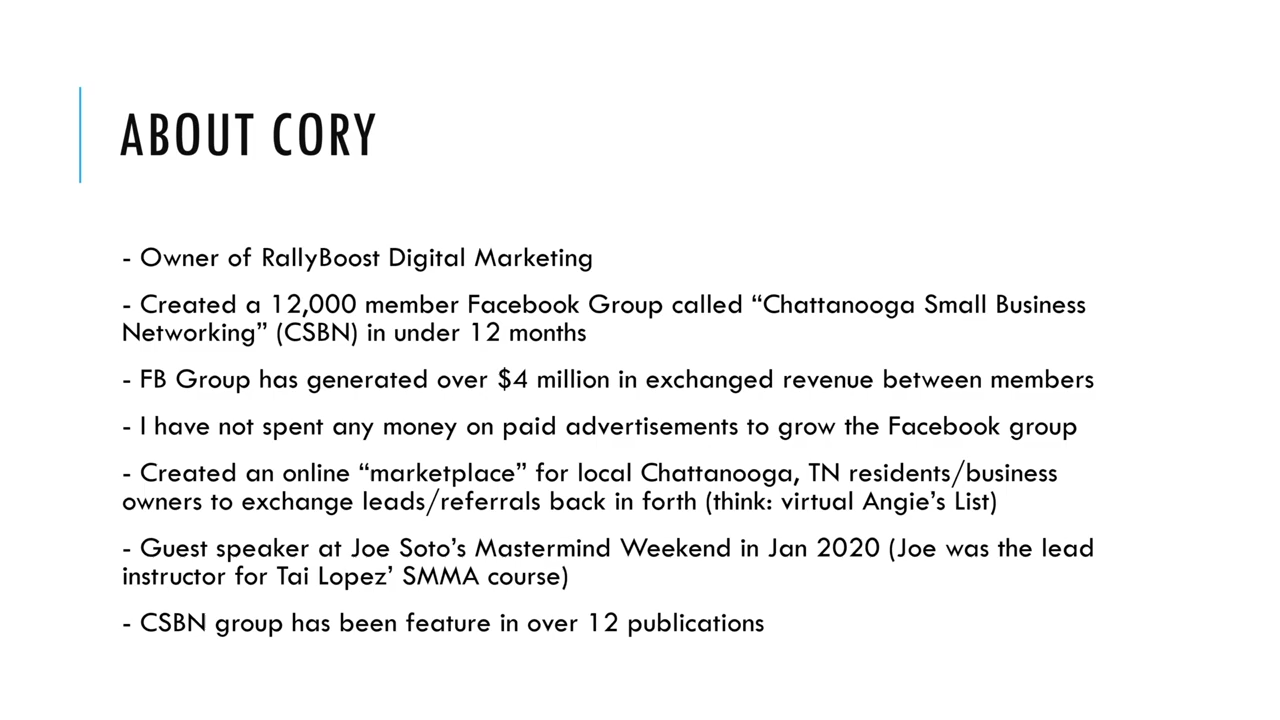 ABOUT CORY
- Owner of RallyBoost Digital Marketing
- Created a 12,000 member Facebook Group called “Chattanooga Small Business
Networking” (CSBN) in under 12 months
- FB Group has generated over $4 million in exchanged revenue between members
- I have not spent any money on paid advertisements to grow the Facebook group
- Created an online “marketplace” for local Chattanooga, TN residents/business
owners to exchange leads/referrals back in forth (think: virtual Angie’s List)
- Guest speaker at Joe Soto’s Mastermind Weekend in Jan 2020 (Joe was the lead
instructor for Tai Lopez’ SMMA course)
- CSBN group has been feature in over 12 publications